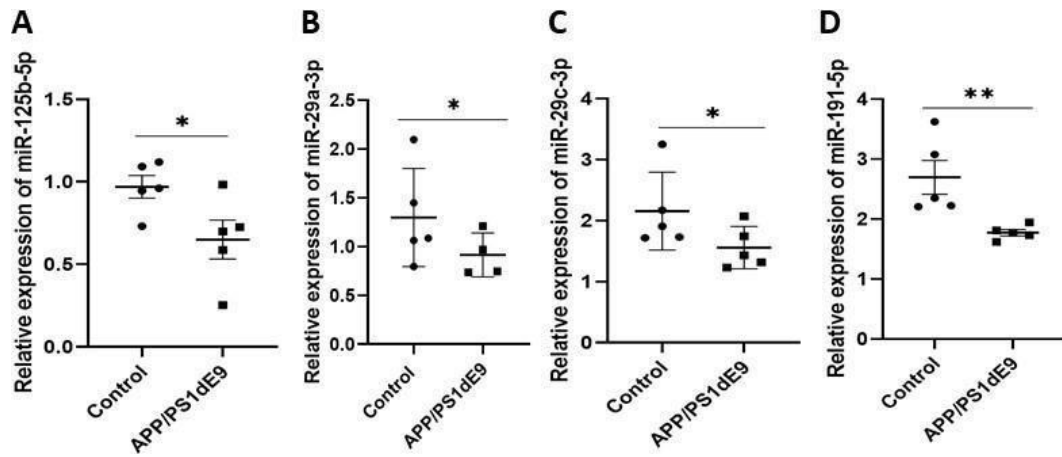 A
Relative expression of miR-125b-5p
1.5
1.0
0.5
0.0
*
Control
APP/PS1dE9
B
Relative expression of miR-29a-3p
2.5
2.0
1.5
1.0
0.5
0.0
*
Control
APP/PS1dE9
C
Relative expression of miR-29c-3p
4
3
2
1
0
*
Control
APP/PS1dE9
D
Relative expression of miR-191-5p
4
3
2
1
0
**
Control
APP/PS1dE9